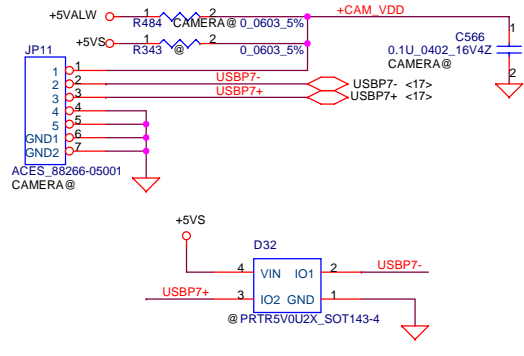 +5VALW 1 2 +CAM_VDD
R484 CAMERA@ 0_0603_5%
+5VS 1 2
R343 @ 0_0603_5%
C566
0.1U_0402_16V4Z
CAMERA@
1
2
JP11
1 1
2 2 USBP7- USBP7- <17>
3 3 USBP7+ USBP7+ <17>
4 4
5 5
GND1 6
GND2 7
ACES_88266-05001
CAMERA@
+5VS
D32
4 VIN IO1 2 USBP7-
USBP7+ 3 IO2 GND 1
@ PRTR5V0U2X_SOT143-4